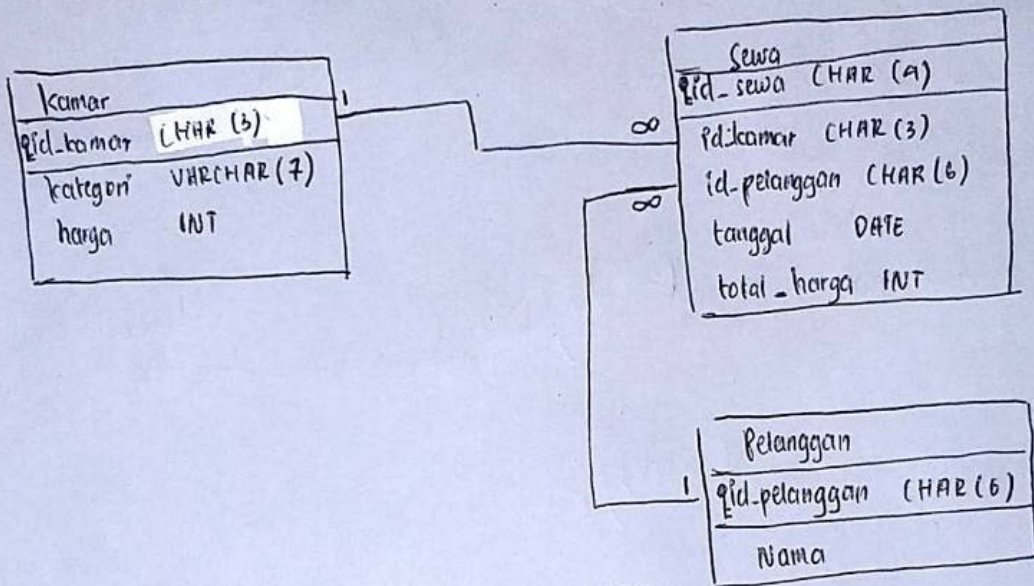 Kamar
id_kamar CHAR (3)
kategori VARCHAR (7)
harga INT
1
∞
∞
1
Sewa
id_sewa CHAR (4)
id_kamar CHAR (3)
id_pelanggan CHAR (6)
tanggal DATE
total_harga INT
Pelanggan
id_pelanggan CHAR (6)
Nama